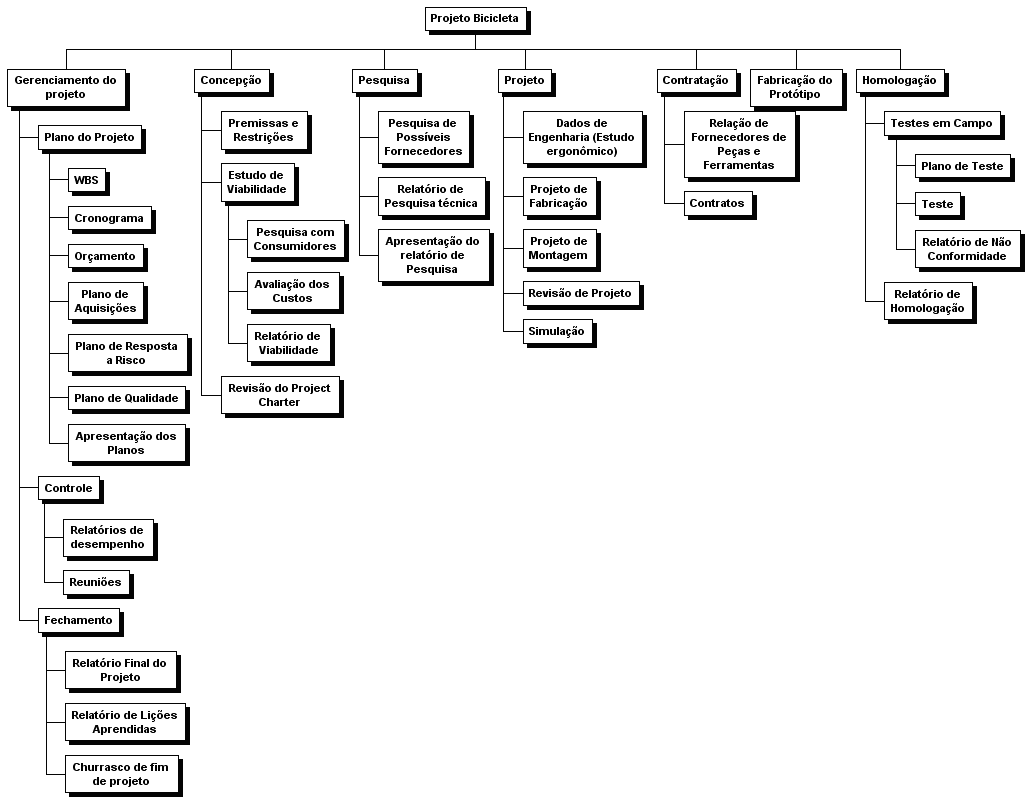 Projeto Bicicleta
Gerenciamento do
projeto
Plano do Projeto
WBS
Cronograma
Orçamento
Plano de
Aquisições
Plano de Resposta
a Risco
Plano de Qualidade
Apresentação dos
Planos
Controle
Relatórios de
desempenho
Reuniões
Fechamento
Relatório Final do
Projeto
Relatório de Lições
Aprendidas
Churrasco de fim
de projeto
Concepção
Premissas e
Restrições
Estudo de
Viabilidade
Pesquisa com
Consumidores
Avaliação dos
Custos
Relatório de
Viabilidade
Revisão do Project
Charter
Pesquisa
Pesquisa de
Possíveis
Fornecedores
Relatório de
Pesquisa técnica
Apresentação do
relatório de
Pesquisa
Projeto
Dados de
Engenharia (Estudo
ergonômico)
Projeto de
Fabricação
Projeto de
Montagem
Revisão de Projeto
Simulação
Contratação
Relação de
Fornecedores de
Peças e
Ferramentas
Contratos
Fabricação do
Protótipo
Homologação
Testes em Campo
Plano de Teste
Teste
Relatório de Não
Conformidade
Relatório de
Homologação